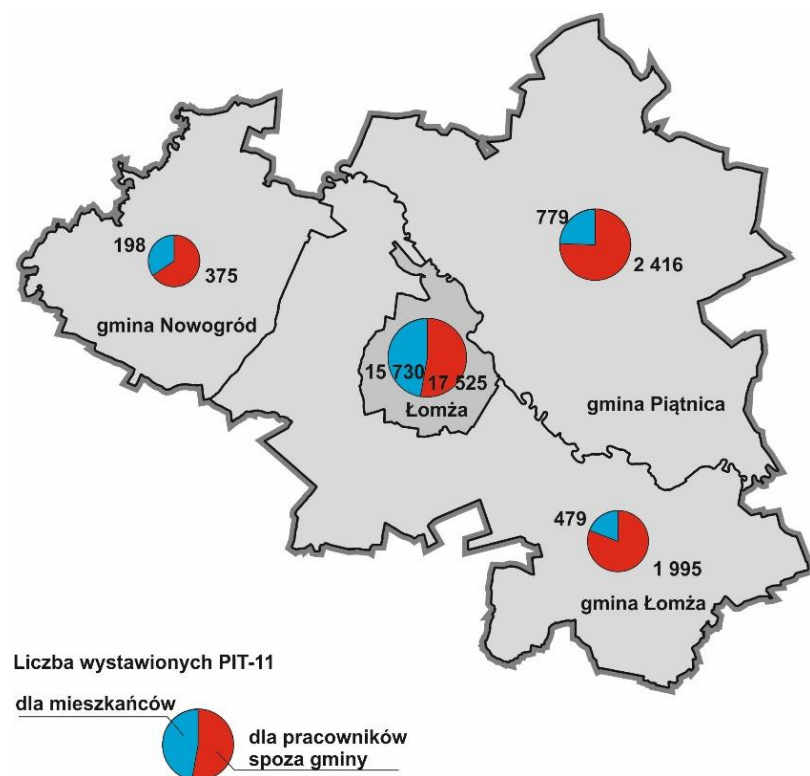 779
198
2 416
375
gmina Nowogród
15 730
17 525
Łomża
gmina Piątnica
479
1 995
gmina Łomża
Liczba wystawionych PIT-11
dla mieszkańców
dla pracowników
spoza gminy